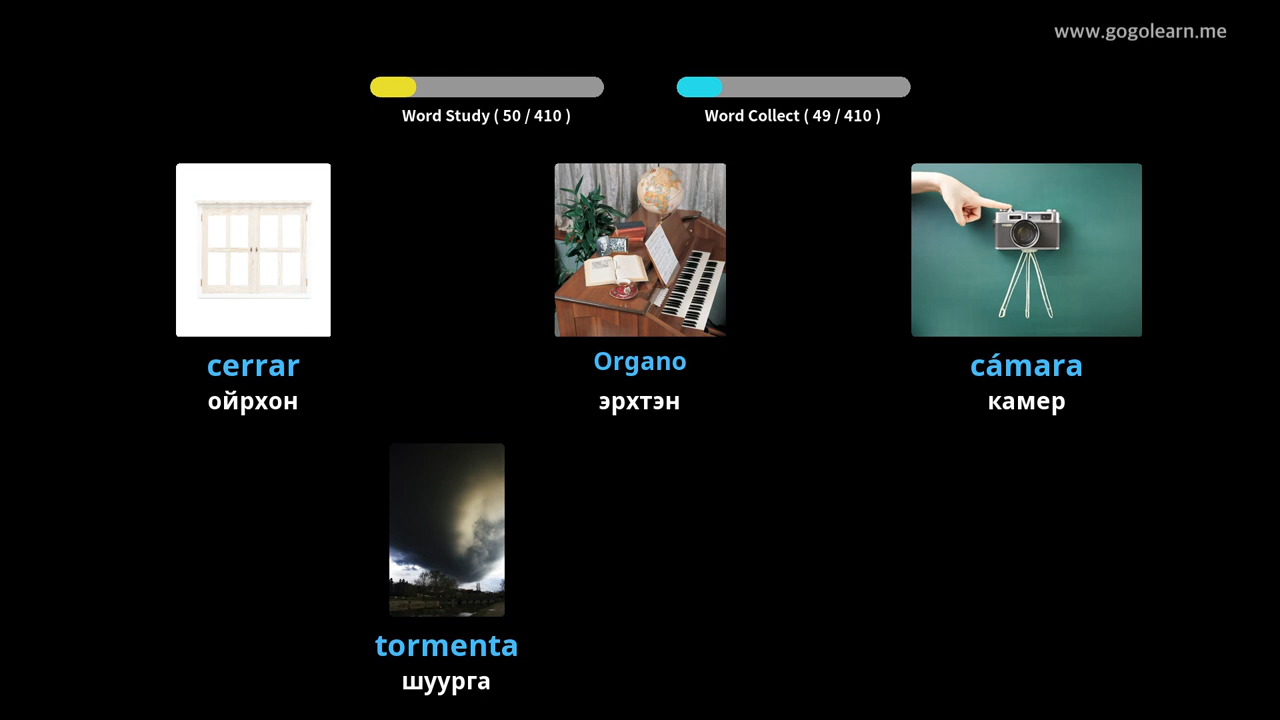 www.gogolearn.me
Word Study ( 50 / 410 )
Word Collect ( 49 / 410 )
cerrar
ойрхон
Organo
эрхтэн
cámara
камер
tormenta
шуурга